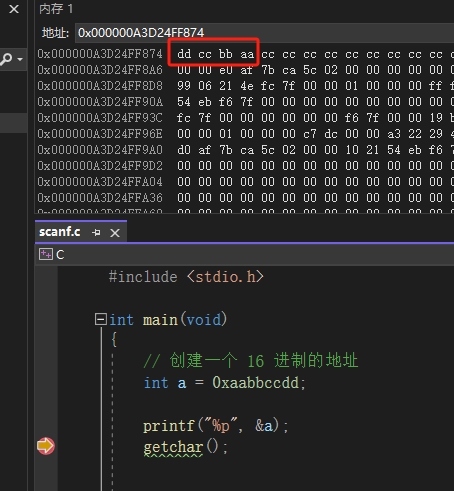 内存 1
地址: 0x000000A3D24FF874
0x000000A3D24FF874 dd cc bb aa cc cc cc cc cc cc cc cc cc c
0x000000A3D24FF8A6 00 00 e0 af 7b ca 5c 02 00 00 00 00 00 0
0x000000A3D24FF8D8 99 06 21 4e fc 7f 00 00 01 00 00 00 ff f
0x000000A3D24FF90A 54 eb f6 7f 00 00 00 00 00 00 00 00 00 0
0x000000A3D24FF93C fc 7f 00 00 00 00 00 00 f6 7f 00 00 19 b
0x000000A3D24FF96E 00 00 01 00 00 00 c7 dc 00 00 a3 22 29 4
0x000000A3D24FF9A0 d0 af 7b ca 5c 02 00 00 10 21 54 eb f6 7
0x000000A3D24FF9D2 00 00 00 00 00 00 00 00 00 00 00 00 00 0
0x000000A3D24FFA04 00 00 00 00 00 00 00 00 00 00 00 00 00 0
0x000000A3D24FFA36 00 00 00 00 00 00 00 00 00 00 00 00 00 0
scanf.c
C
#include <stdio.h>
int main(void)
{
// 创建一个 16 进制的地址
int a = 0xaabbccdd;
printf("%p", &a);
getchar();